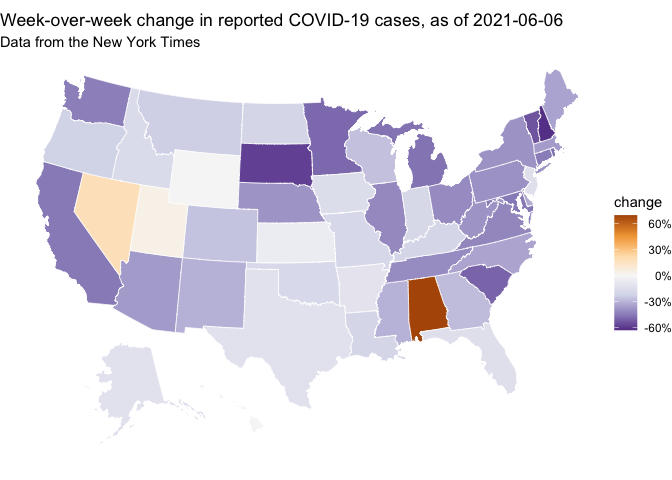 Week-over-week change in reported COVID-19 cases, as of 2021-06-06
Data from the New York Times
change
60%
30%
0%
-30%
-60%